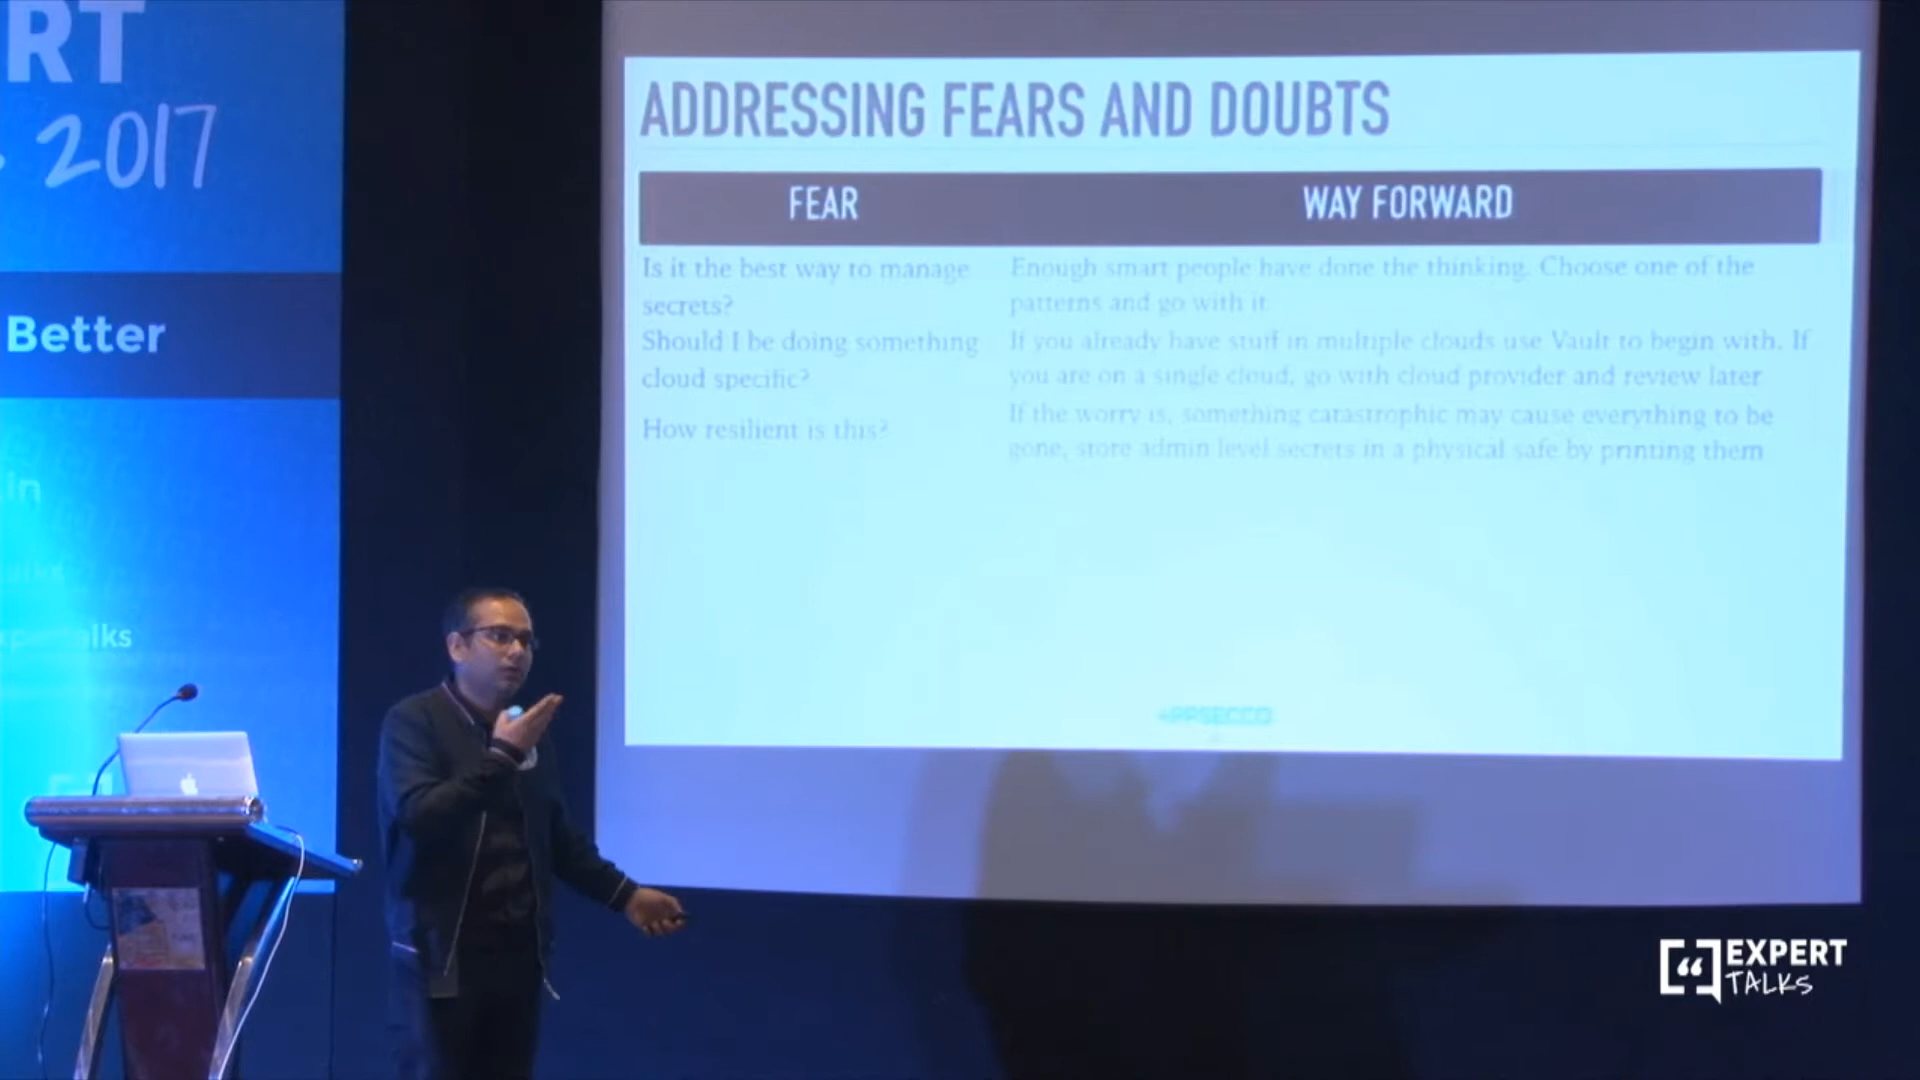 RT
2017
Better
in
talks
ADDRESSING FEARS AND DOUBTS
FEAR
WAY FORWARD
Is it the best way to manage
secrets?
Enough smart people have done the thinking. Choose one of the
patterns and go with it
Should I be doing something
cloud specific?
If you already have stuff in multiple clouds use Vault to begin with. If
you are on a single cloud, go with cloud provider and review later
How resilient is this?
If the worry is, something catastrophic may cause everything to be
gone, store admin level secrets in a physical safe by printing them
APPSECCO
EXPERT
TALKS